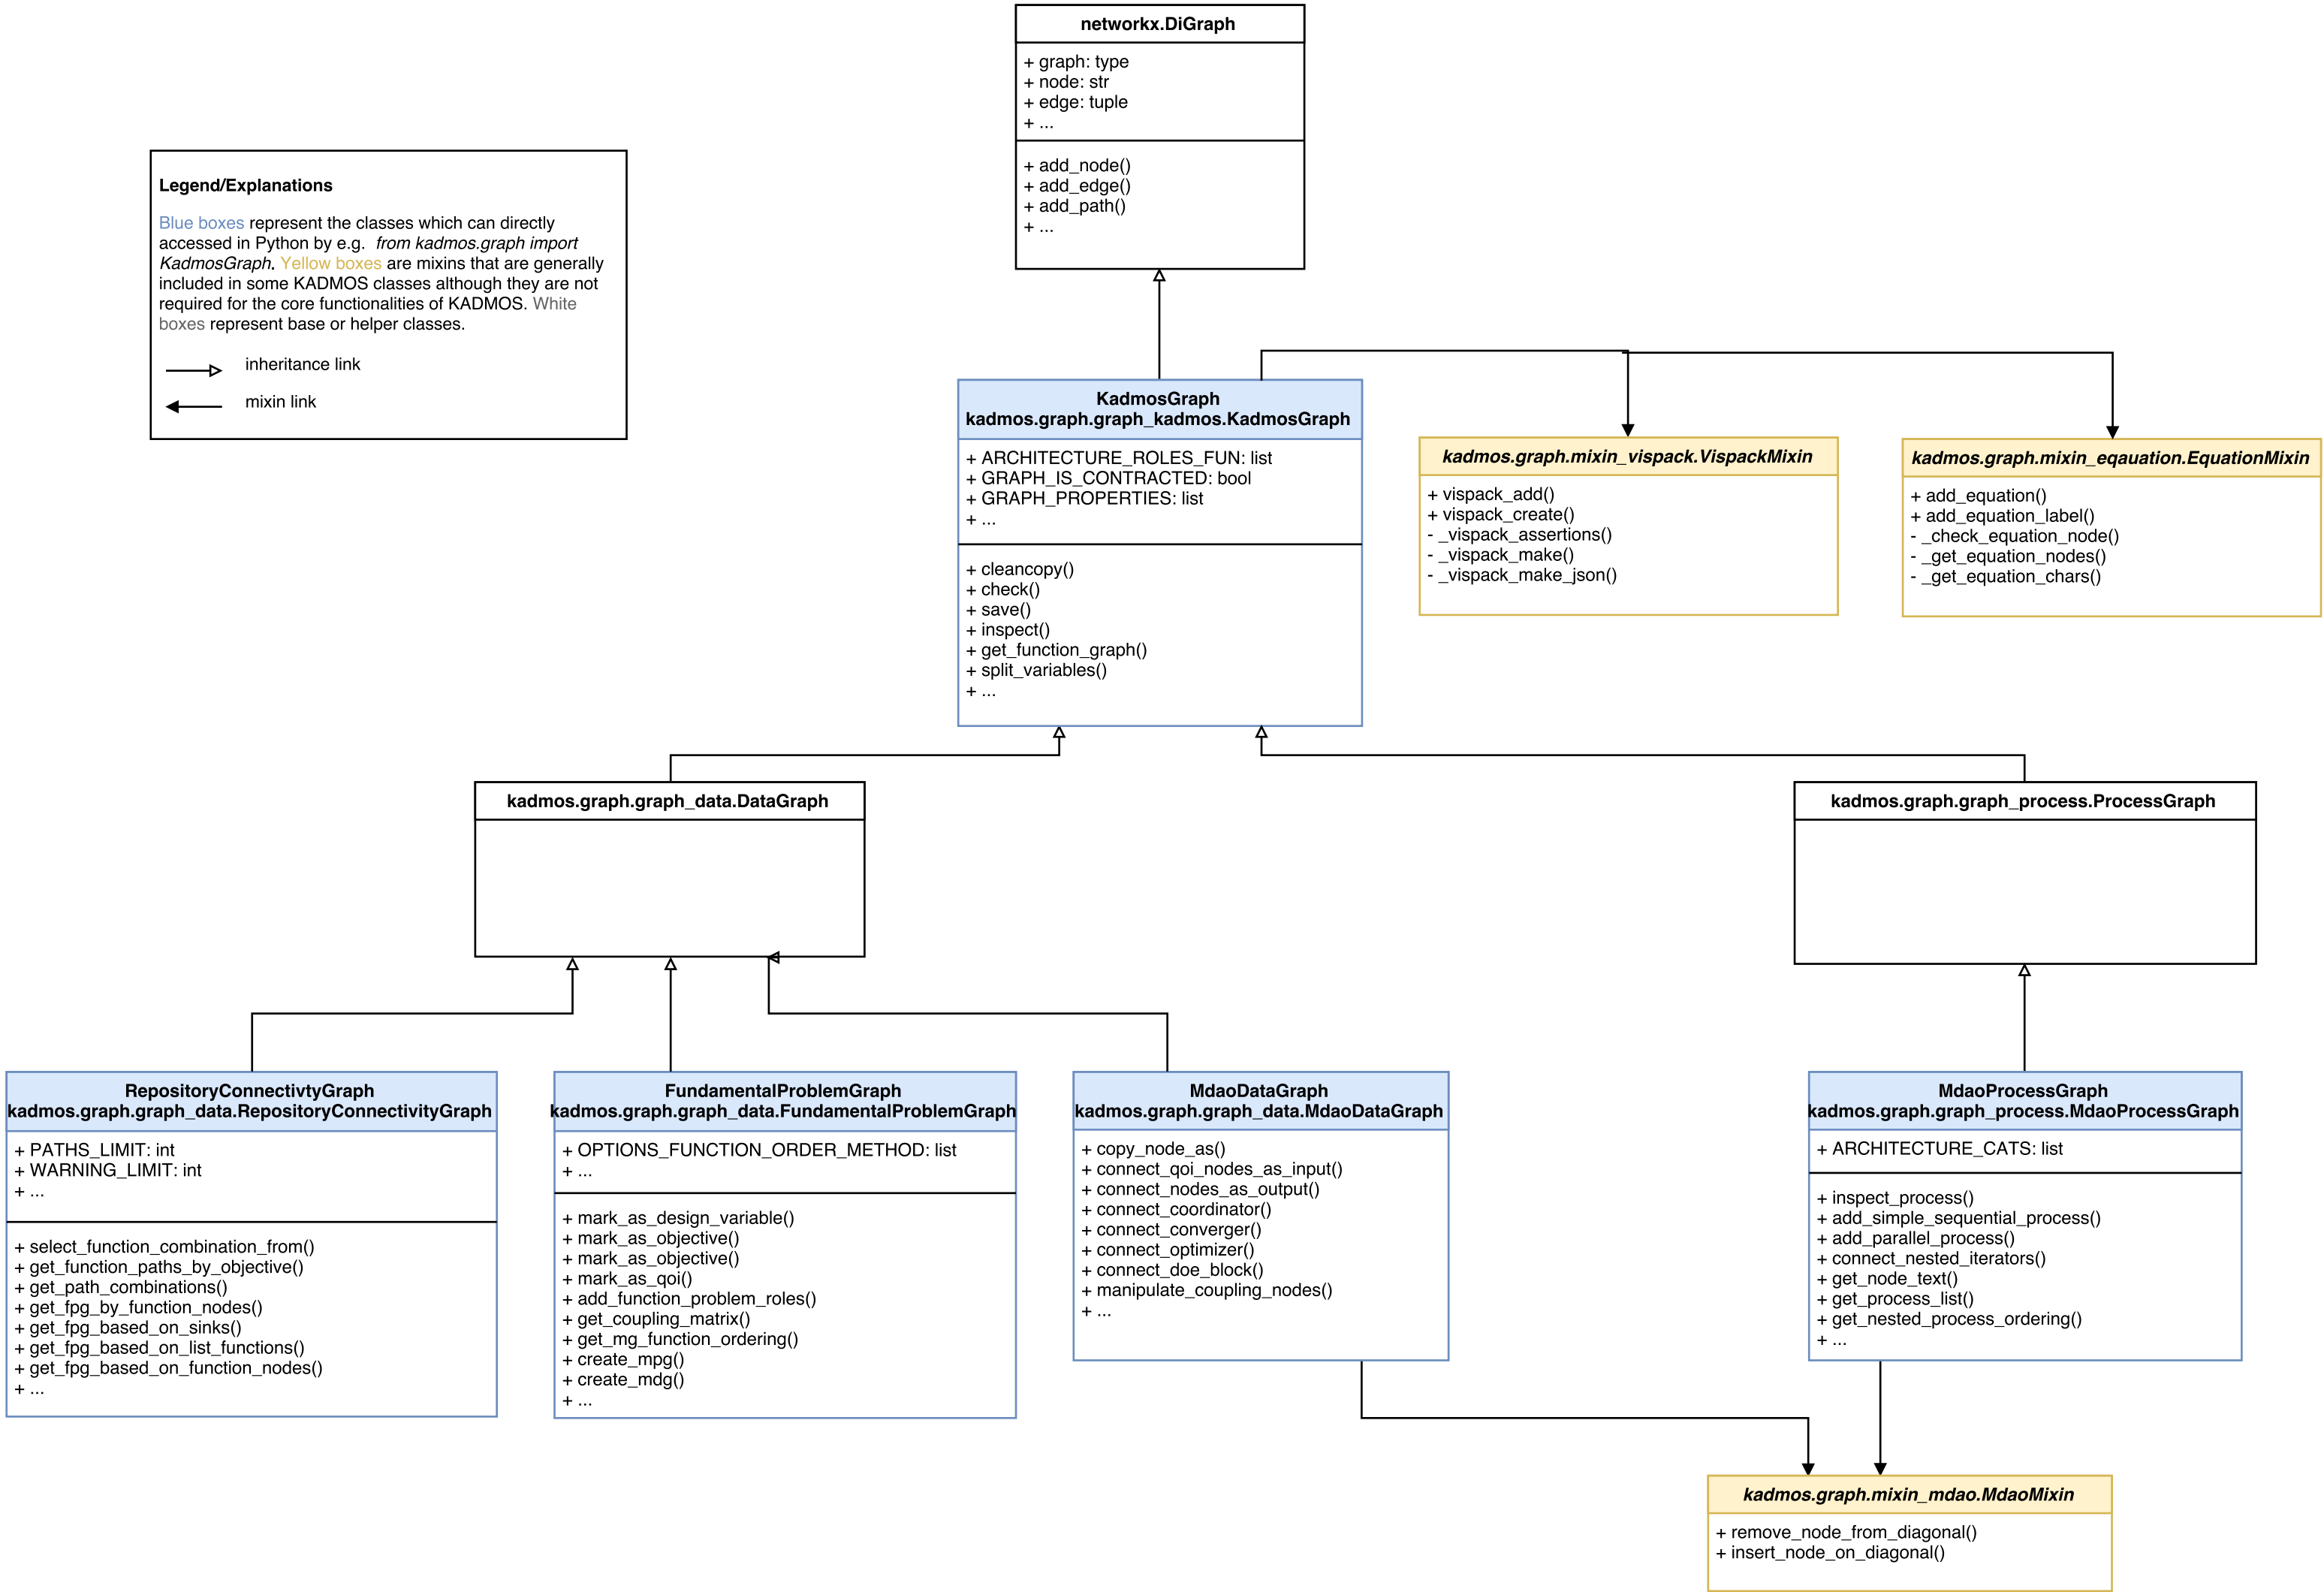 networkx.DiGraph
+ graph: type
+ node: str
+ edge: tuple
+ ...
+ add_node()
+ add_edge()
+ add_path()
+ ...
Legend/Explanations
Blue boxes represent the classes which can directly
accessed in Python by e.g. from kadmos.graph import
KadmosGraph. Yellow boxes are mixins that are generally
included in some KADMOS classes although they are not
required for the core functionalities of KADMOS. White
boxes represent base or helper classes.
inheritance link
mixin link
KadmosGraph
kadmos.graph.graph_kadmos.KadmosGraph
+ ARCHITECTURE_ROLES_FUN: list
+ GRAPH_IS_CONTRACTED: bool
+ GRAPH_PROPERTIES: list
+ ...
+ cleancopy()
+ check()
+ save()
+ inspect()
+ get_function_graph()
+ split_variables()
+ ...
kadmos.graph.mixin_vispack.VispackMixin
+ vispack_add()
+ vispack_create()
- _vispack_assertions()
- _vispack_make()
- _vispack_make_json()
kadmos.graph.mixin_eqauation.EquationMixin
+ add_equation()
+ add_equation_label()
- _check_equation_node()
- _get_equation_nodes()
- _get_equation_chars()
kadmos.graph.graph_data.DataGraph
kadmos.graph.graph_process.ProcessGraph
RepositoryConnectivtyGraph
kadmos.graph.graph_data.RepositoryConnectivityGraph
+ PATHS_LIMIT: int
+ WARNING_LIMIT: int
+ ...
+ select_function_combination_from()
+ get_function_paths_by_objective()
+ get_path_combinations()
+ get_fpg_by_function_nodes()
+ get_fpg_based_on_sinks()
+ get_fpg_based_on_list_functions()
+ get_fpg_based_on_function_nodes()
+ ...
FundamentalProblemGraph
kadmos.graph.graph_data.FundamentalProblemGraph
+ OPTIONS_FUNCTION_ORDER_METHOD: list
+ ...
+ mark_as_design_variable()
+ mark_as_objective()
+ mark_as_objective()
+ mark_as_qoi()
+ add_function_problem_roles()
+ get_coupling_matrix()
+ get_mg_function_ordering()
+ create_mpg()
+ create_mdg()
+ ...
MdaoDataGraph
kadmos.graph.graph_data.MdaoDataGraph
+ copy_node_as()
+ connect_qoi_nodes_as_input()
+ connect_nodes_as_output()
+ connect_coordinator()
+ connect_converger()
+ connect_optimizer()
+ connect_doe_block()
+ manipulate_coupling_nodes()
+ ...
MdaoProcessGraph
kadmos.graph.graph_process.MdaoProcessGraph
+ ARCHITECTURE_CATS: list
+ inspect_process()
+ add_simple_sequential_process()
+ add_parallel_process()
+ connect_nested_iterators()
+ get_node_text()
+ get_process_list()
+ get_nested_process_ordering()
+ ...
kadmos.graph.mixin_mdao.MdaoMixin
+ remove_node_from_diagonal()
+ insert_node_on_diagonal()